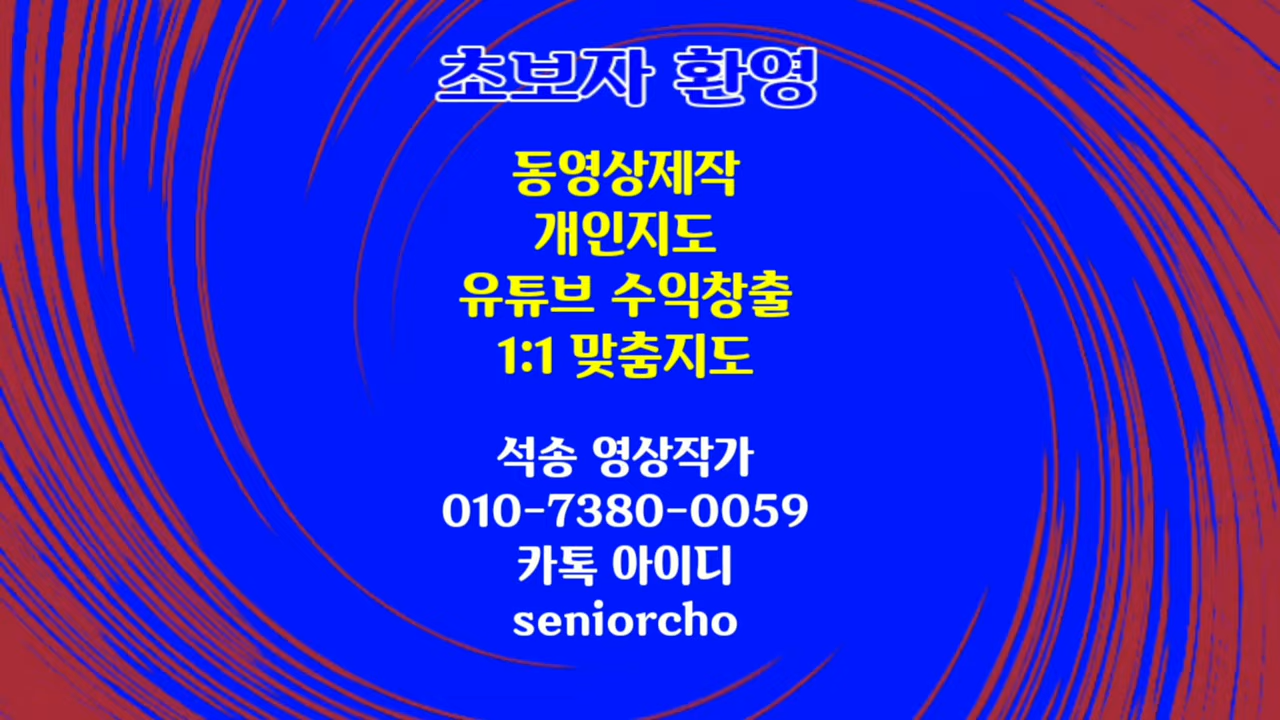 초보자 환영
동영상제작
개인지도
유튜브 수익창출
1:1 맞춤지도
석송 영상작가
010-7380-0059
카톡 아이디
seniorcho